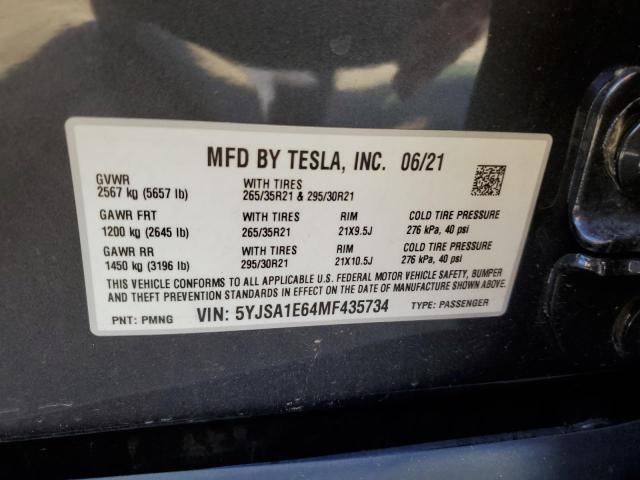 MFD BY TESLA, INC. 06/21
GVWR WITH TIRES
2567 kg (5657 lb) 265/35R21 & 295/30R21
GAWR FRT WITH TIRES RIM COLD TIRE PRESSURE
1200 kg (2645 lb) 265/35R21 21X9.5J 276 kPa, 40 psi
GAWR RR WITH TIRES RIM COLD TIRE PRESSURE
1450 kg (3196 lb) 295/30R21 21X10.5J 276 kPa, 40 psi
THIS VEHICLE CONFORMS TO ALL APPLICABLE U.S. FEDERAL MOTOR VEHICLE SAFETY, BUMPER
AND THEFT PREVENTION STANDARDS IN EFFECT ON THE DATE OF MANUFACTURE SHOWN ABOVE.
PNT: PMNG VIN: 5YJSA1E64MF435734 TYPE: PASSENGER